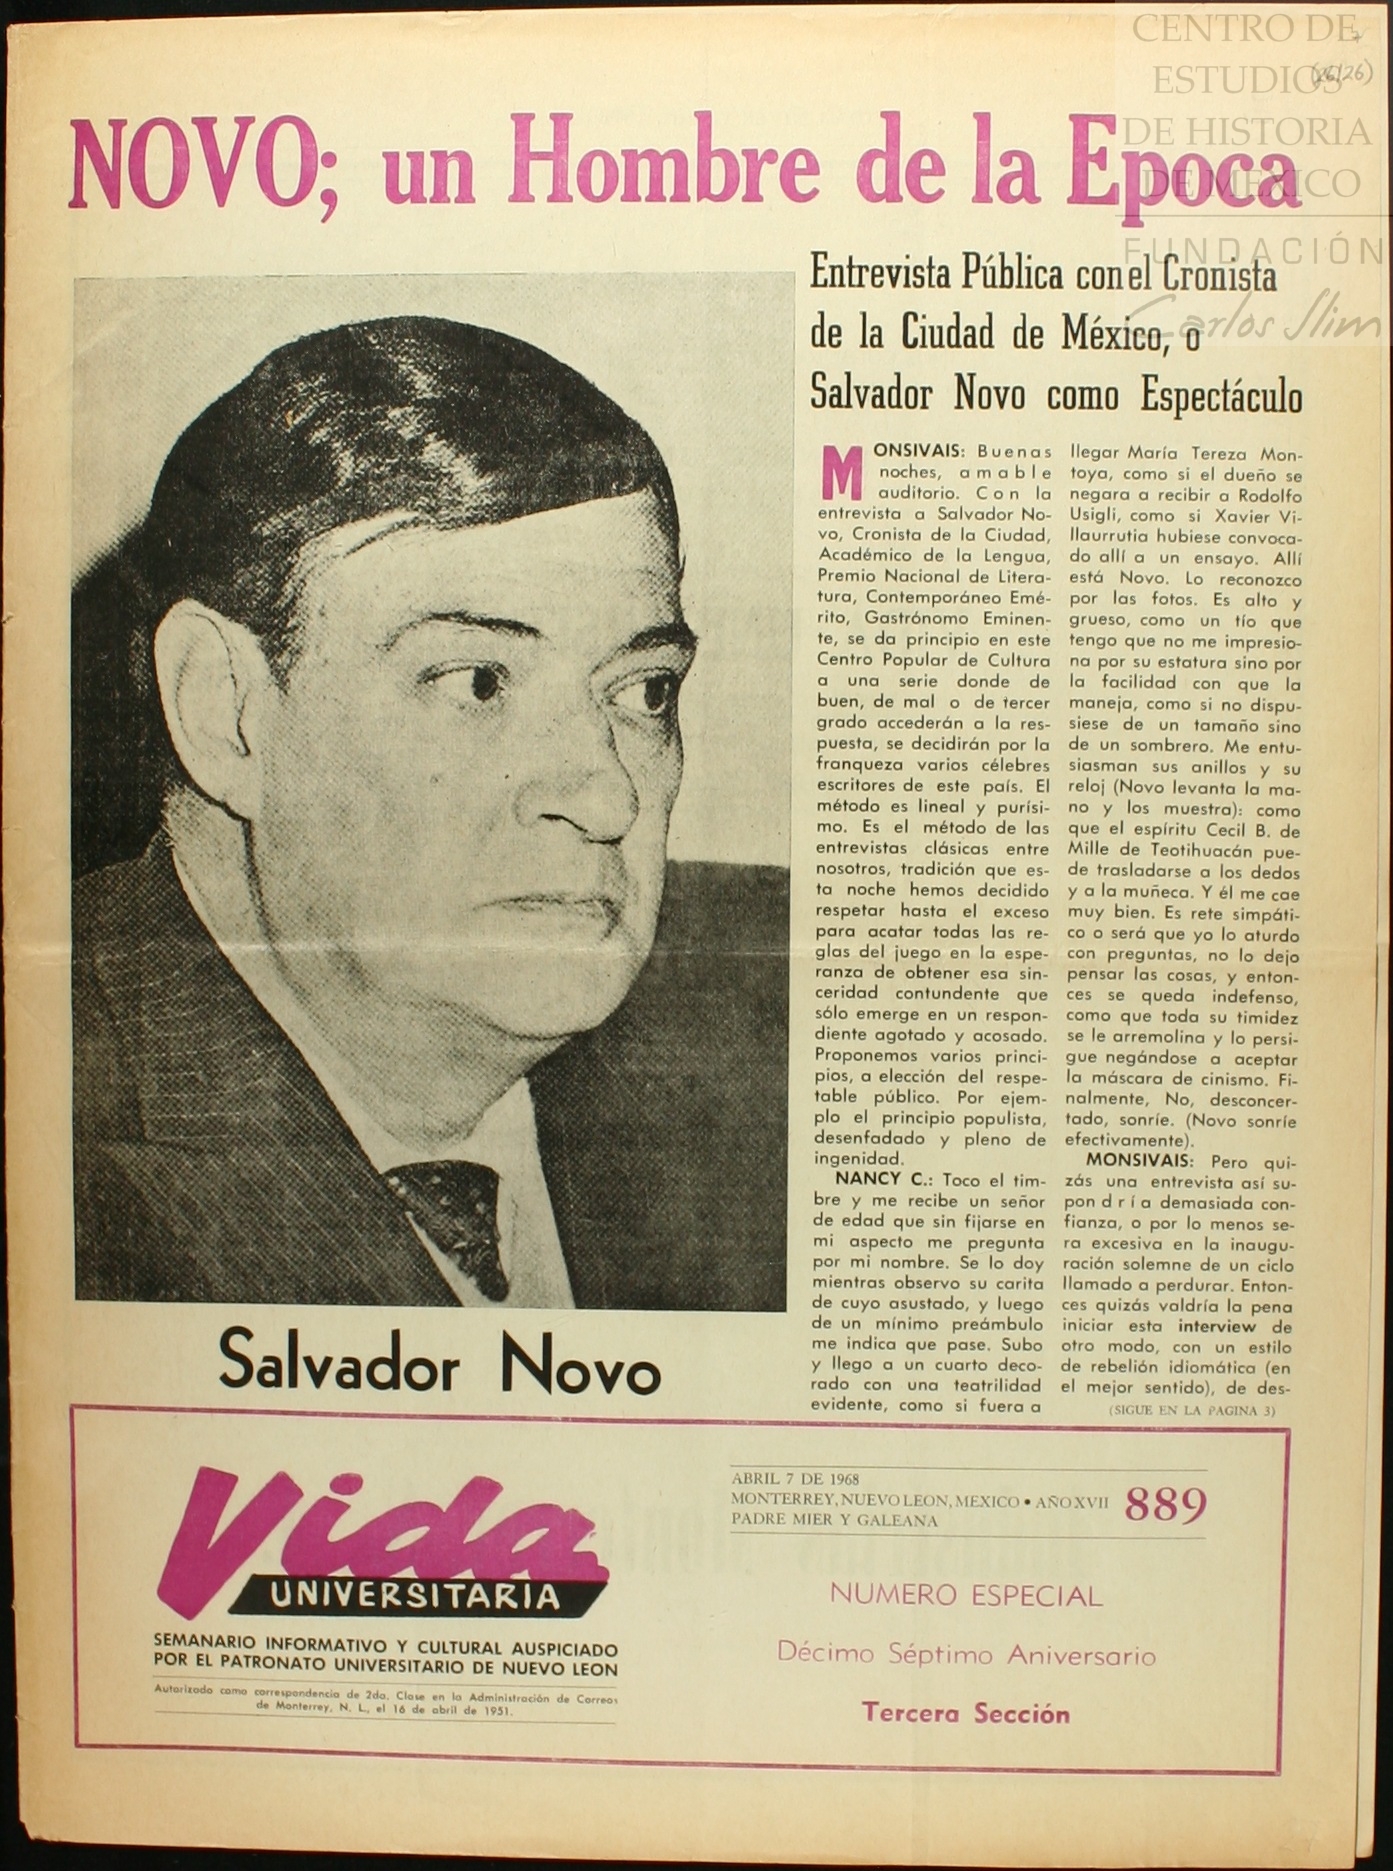 CENTRO DE
ESTUDIOS
DE HISTORIA
DE MÉXICO
FUNDACIÓN
Carlos Slim
(26/26)
NOVO; un Hombre de la Epoca
Entrevista Pública con el Cronista
de la Ciudad de México, o
Salvador Novo como Espectáculo
MONSIVAIS: Buenas
noches, amable
auditorio. Con la
entrevista a Salvador No-
vo, Cronista de la Ciudad,
Académico de la Lengua,
Premio Nacional de Litera-
tura, Contemporáneo Emé-
rito, Gastrónomo Eminen-
te, se da principio en este
Centro Popular de Cultura
a una serie donde de
buen, de mal o de tercer
grado accederán a la res-
puesta, se decidirán por la
franqueza varios célebres
escritores de este país. El
método es lineal y purísi-
mo. Es el método de las
entrevistas clásicas entre
nosotros, tradición que es-
ta noche hemos decidido
respetar hasta el exceso
para acatar todas las re-
glas del juego en la espe-
ranza de obtener esa sin-
ceridad contundente que
sólo emerge en un respon-
diente agotado y acosado.
Proponemos varios princi-
pios, a elección del respe-
table público. Por ejem-
plo el principio populista,
desenfadado y pleno de
ingenidad.
NANCY C.: Toco el tim-
bre y me recibe un señor
de edad que sin fijarse en
mi aspecto me pregunta
por mi nombre. Se lo doy
mientras observo su carita
de cuyo asustado, y luego
de un mínimo preámbulo
me indica que pase. Subo
y llego a un cuarto deco-
rado con una teatrilidad
evidente, como si fuera a
llegar María Tereza Mon-
toya, como si el dueño se
negara a recibir a Rodolfo
Usigli, como si Xavier Vi-
llaurrutia hubiese convoca-
do allí a un ensayo. Allí
está Novo. Lo reconozco
por las fotos. Es alto y
grueso, como un tío que
tengo que no me impresio-
na por su estatura sino por
la facilidad con que la
maneja, como si no dispu-
siese de un tamaño sino
de un sombrero. Me entu-
siasman sus anillos y su
reloj (Novo levanta la ma-
no y los muestra): como
que el espíritu Cecil B. de
Mille de Teotihuacán pue-
de trasladarse a los dedos
y a la muñeca. Y él me cae
muy bien. Es rete simpáti-
co o será que yo lo aturdo
con preguntas, no lo dejo
pensar las cosas, y enton-
ces se queda indefenso,
como que toda su timidez
se le arremolina y lo persi-
gue negándose a aceptar
la máscara de cinismo. Fi-
nalmente, No, desconcer-
tado, sonríe. (Novo sonríe
efectivamente).
MONSIVAIS: Pero qui-
zás una entrevista así su-
pondría demasiada con-
fianza, o por lo menos se-
ra excesiva en la inaugu-
ración solemne de un ciclo
llamado a perdurar. Enton-
ces quizás valdría la pena
iniciar esta interview de
otro modo, con un estilo
de rebelión idiomática (en
el mejor sentido), de des-
(SIGUE EN LA PAGINA 3)
Salvador Novo
Vida
UNIVERSITARIA
SEMANARIO INFORMATIVO Y CULTURAL AUSPICIADO
POR EL PATRONATO UNIVERSITARIO DE NUEVO LEON
Autorizado como correspondencia de 2da. Clase en la Administración de Correos
de Monterrey, N. L., el 16 de abril de 1951.
ABRIL 7 DE 1968
MONTERREY, NUEVO LEON, MEXICO • AÑO XVII 889
PADRE MIER Y GALEANA
NUMERO ESPECIAL
Décimo Séptimo Aniversario
Tercera Sección